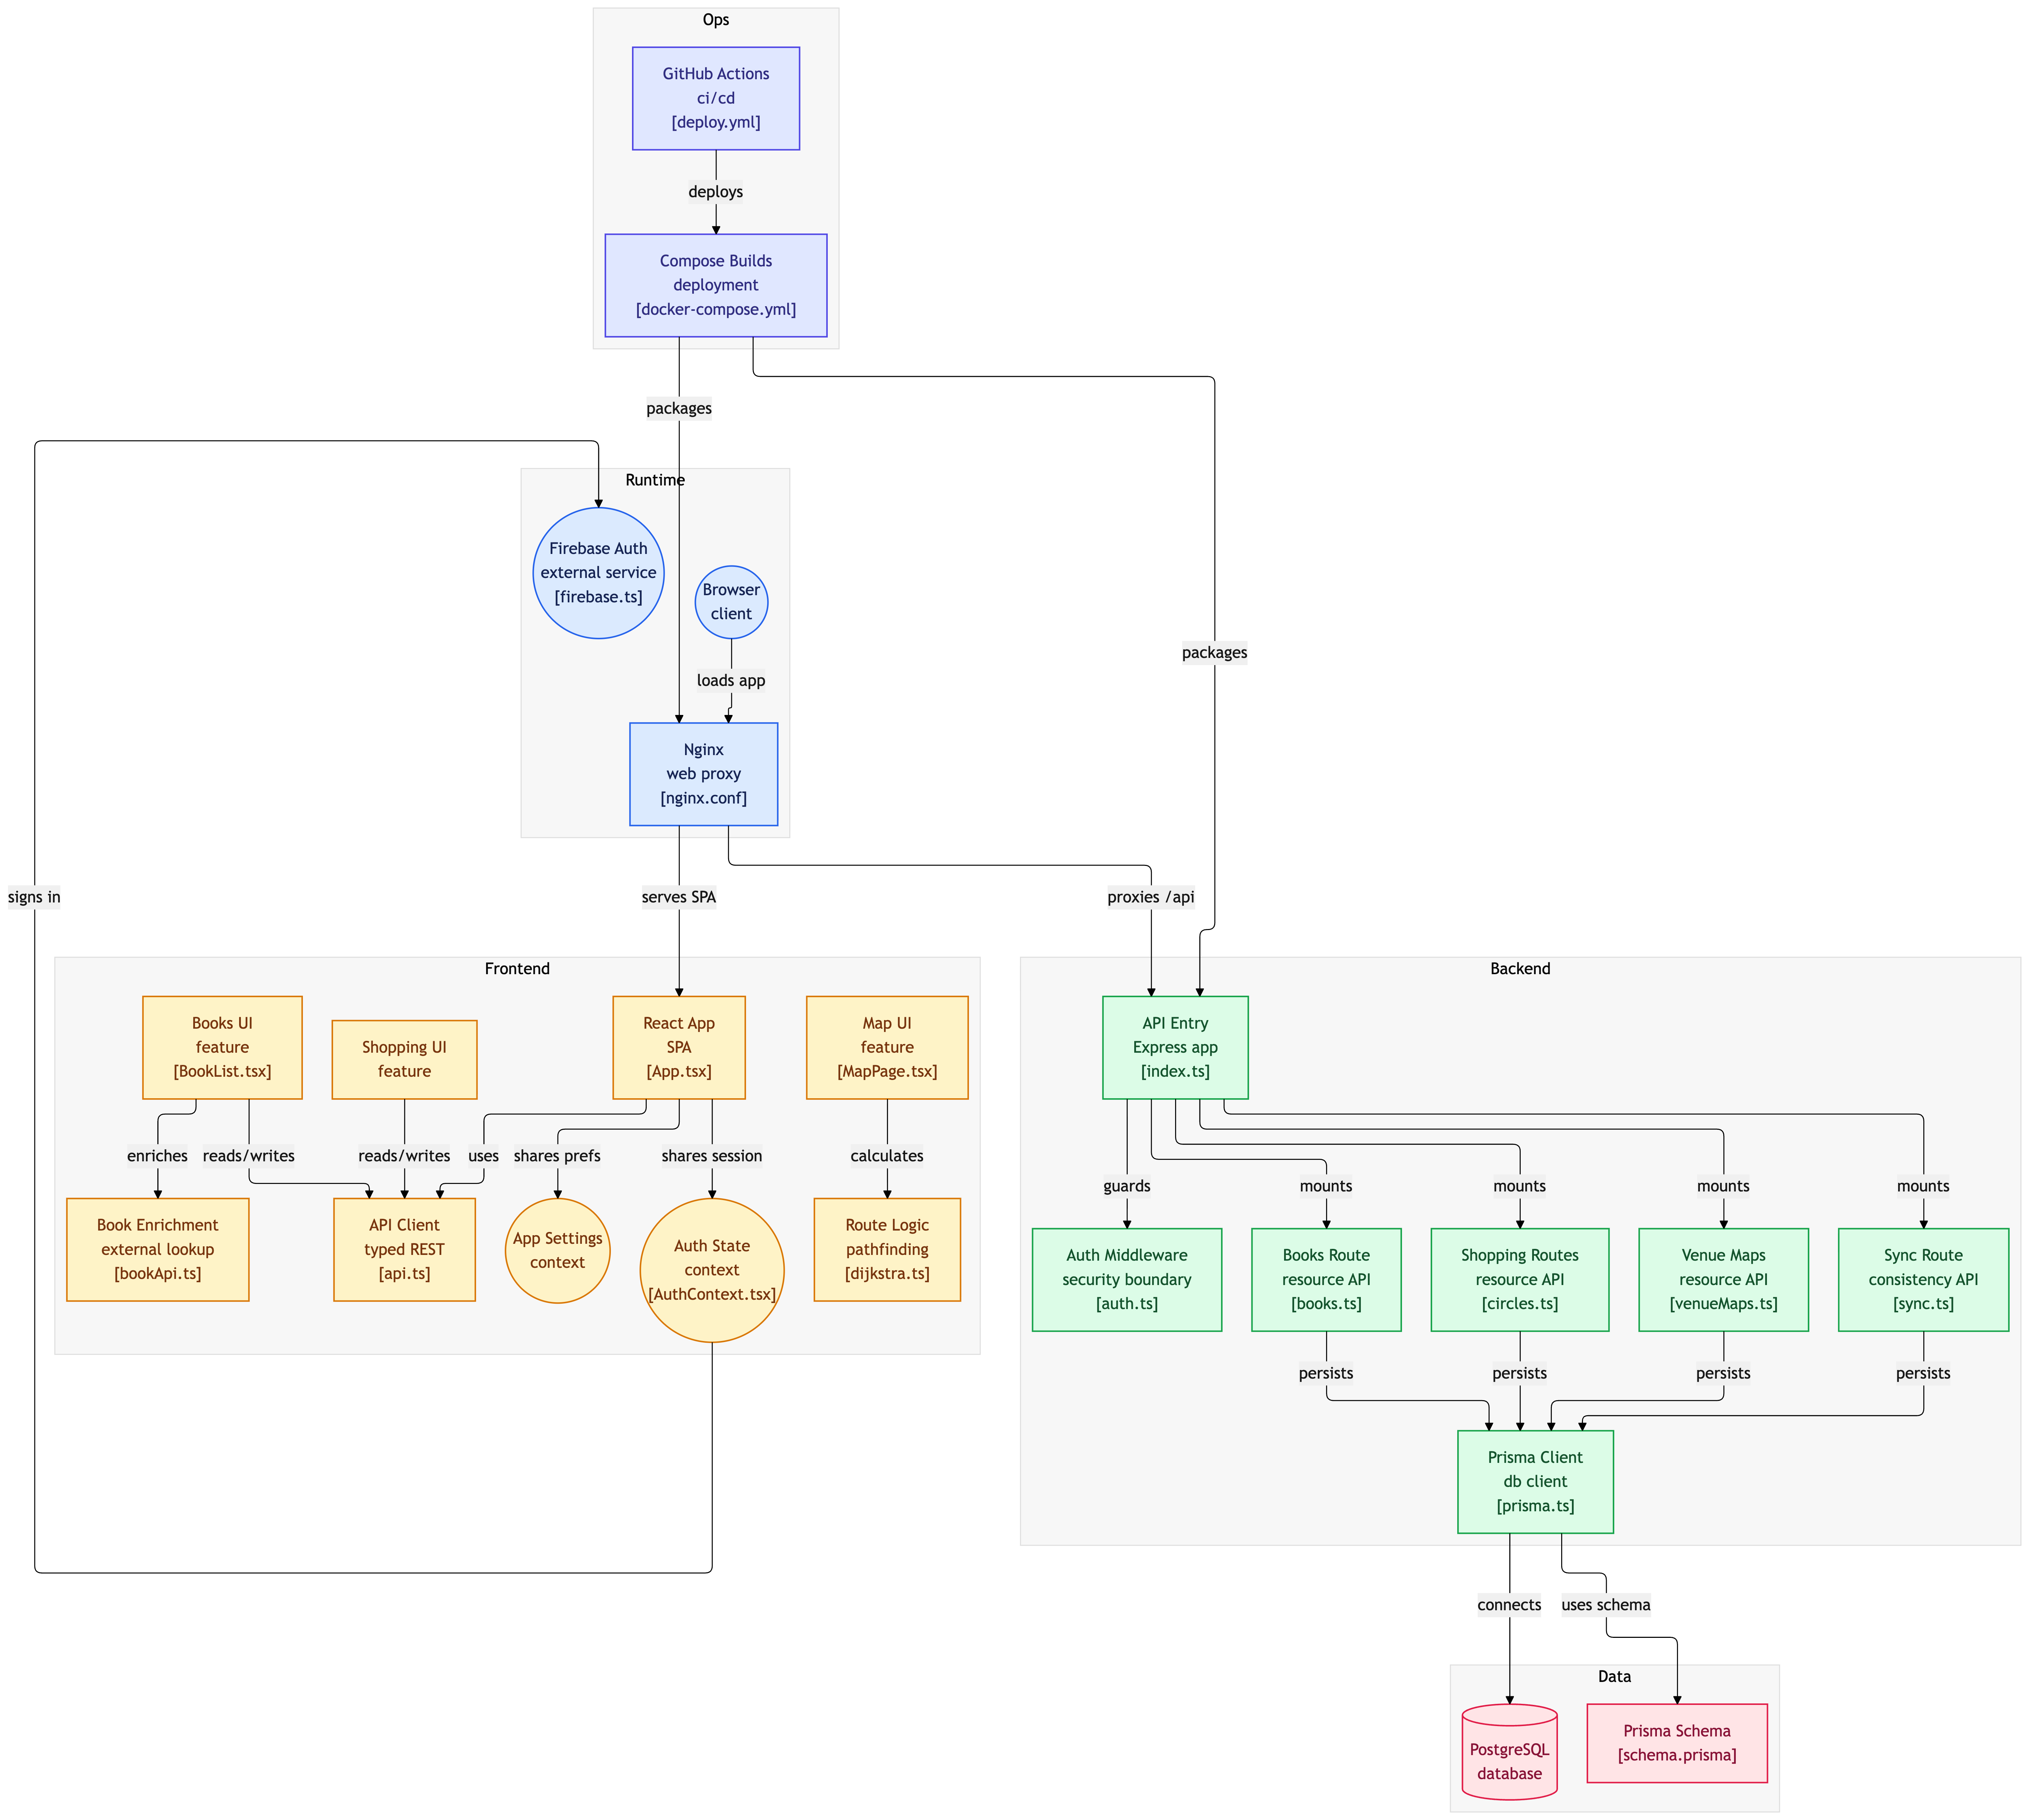 Ops
GitHub Actions
ci/cd
[deploy.yml]
deploys
Compose Builds
deployment
[docker-compose.yml]
packages
packages
Runtime
Firebase Auth
external service
[firebase.ts]
Browser
client
loads app
Nginx
web proxy
[nginx.conf]
signs in
serves SPA
proxies /api
Frontend
Books UI
feature
[BookList.tsx]
Shopping UI
feature
React App
SPA
[App.tsx]
Map UI
feature
[MapPage.tsx]
enriches
reads/writes
reads/writes
uses
shares prefs
shares session
calculates
Book Enrichment
external lookup
[bookApi.ts]
API Client
typed REST
[api.ts]
App Settings
context
Auth State
context
[AuthContext.tsx]
Route Logic
pathfinding
[dijkstra.ts]
Backend
API Entry
Express app
[index.ts]
guards
mounts
mounts
mounts
mounts
Auth Middleware
security boundary
[auth.ts]
Books Route
resource API
[books.ts]
Shopping Routes
resource API
[circles.ts]
Venue Maps
resource API
[venueMaps.ts]
Sync Route
consistency API
[sync.ts]
persists
persists
persists
persists
Prisma Client
db client
[prisma.ts]
connects
uses schema
Data
PostgreSQL
database
Prisma Schema
[schema.prisma]